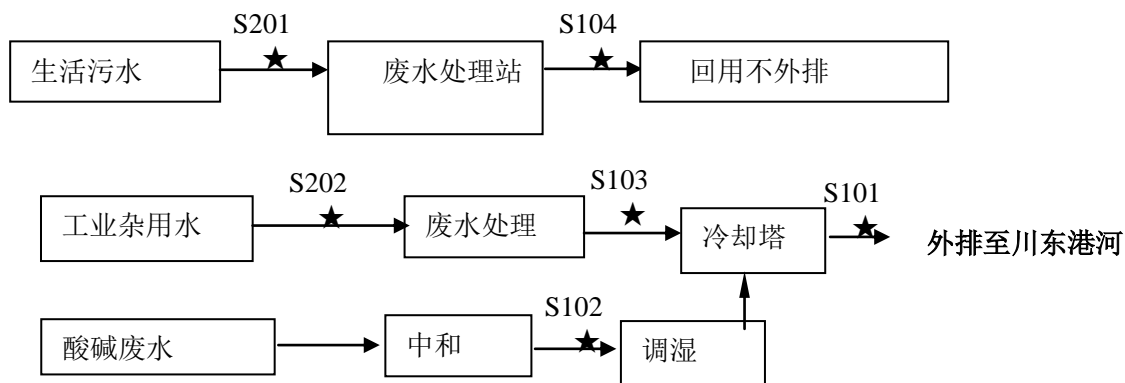 S201
S104
生活污水
废水处理站
回用不外排
S202
S103
S101
工业杂用水
废水处理
冷却塔
外排至川东港河
S102
酸碱废水
中和
调湿